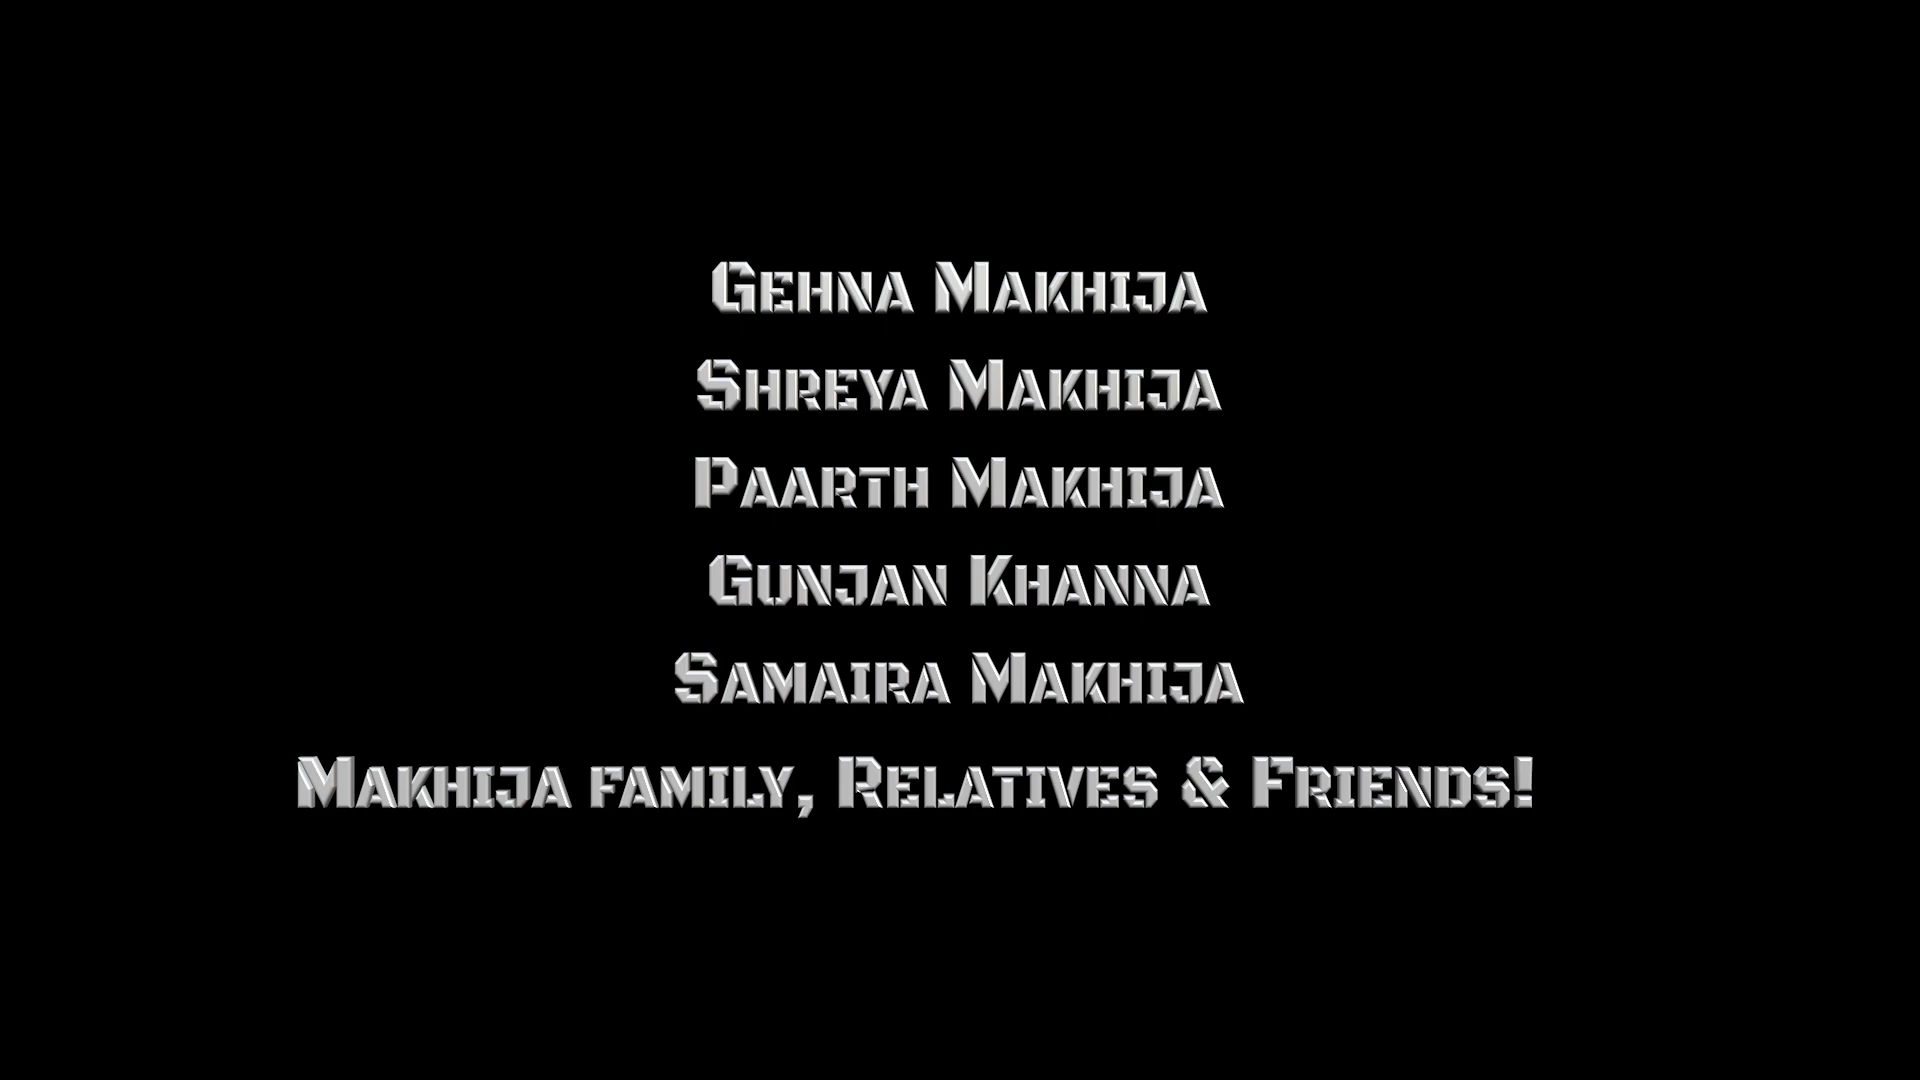 Gehna Makhija
Shreya Makhija
Paarth Makhija
Gunjan Khanna
Samaira Makhija
Makhija family, Relatives & Friends!